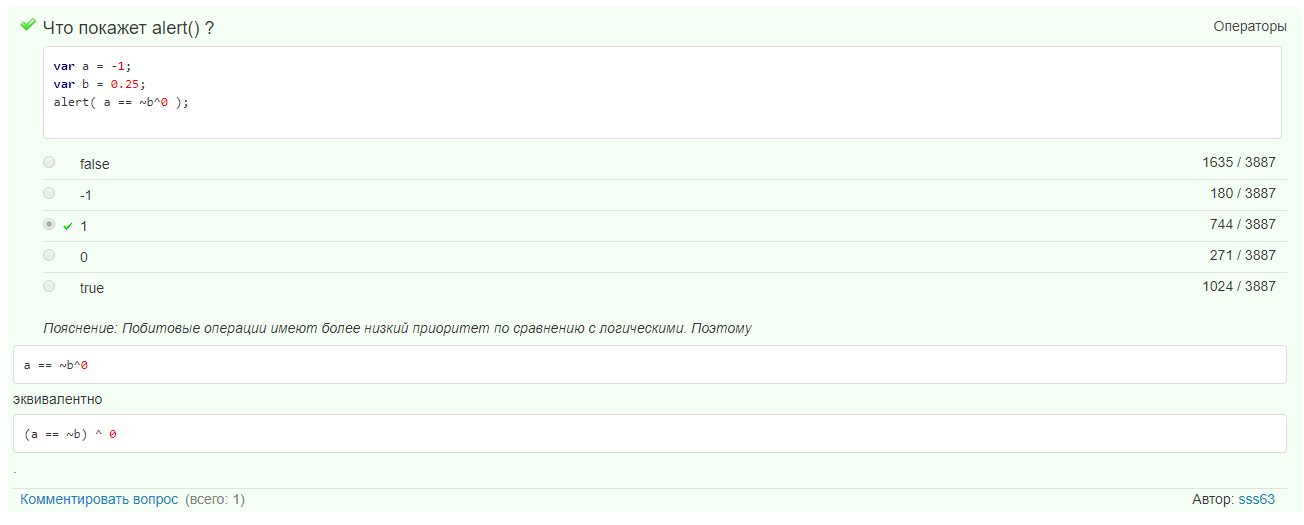 Что покажет alert() ?
Операторы
var a = -1;
var b = 0.25;
alert( a == ~b^0 );
false 1635 / 3887
-1 180 / 3887
1 744 / 3887
0 271 / 3887
true 1024 / 3887
Пояснение: Побитовые операции имеют более низкий приоритет по сравнению с логическими. Поэтому
a == ~b^0
эквивалентно
(a == ~b) ^ 0
.
Комментировать вопрос (всего: 1) Автор: sss63